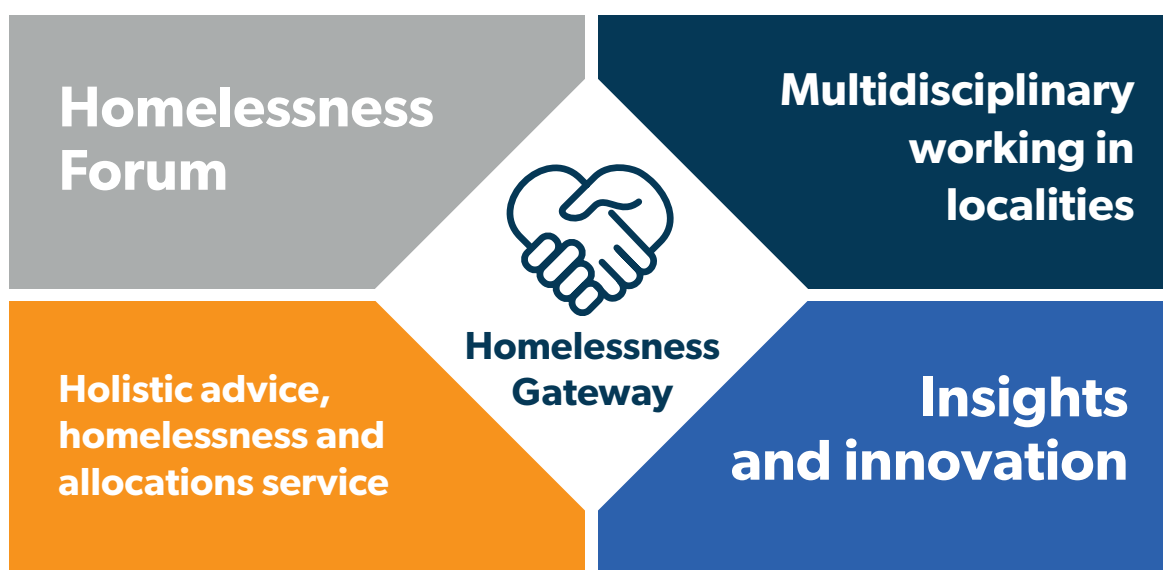 Homelessness
Forum
Multidisciplinary
working in
localities
Homelessness
Gateway
Holistic advice,
homelessness and
allocations service
Insights
and innovation